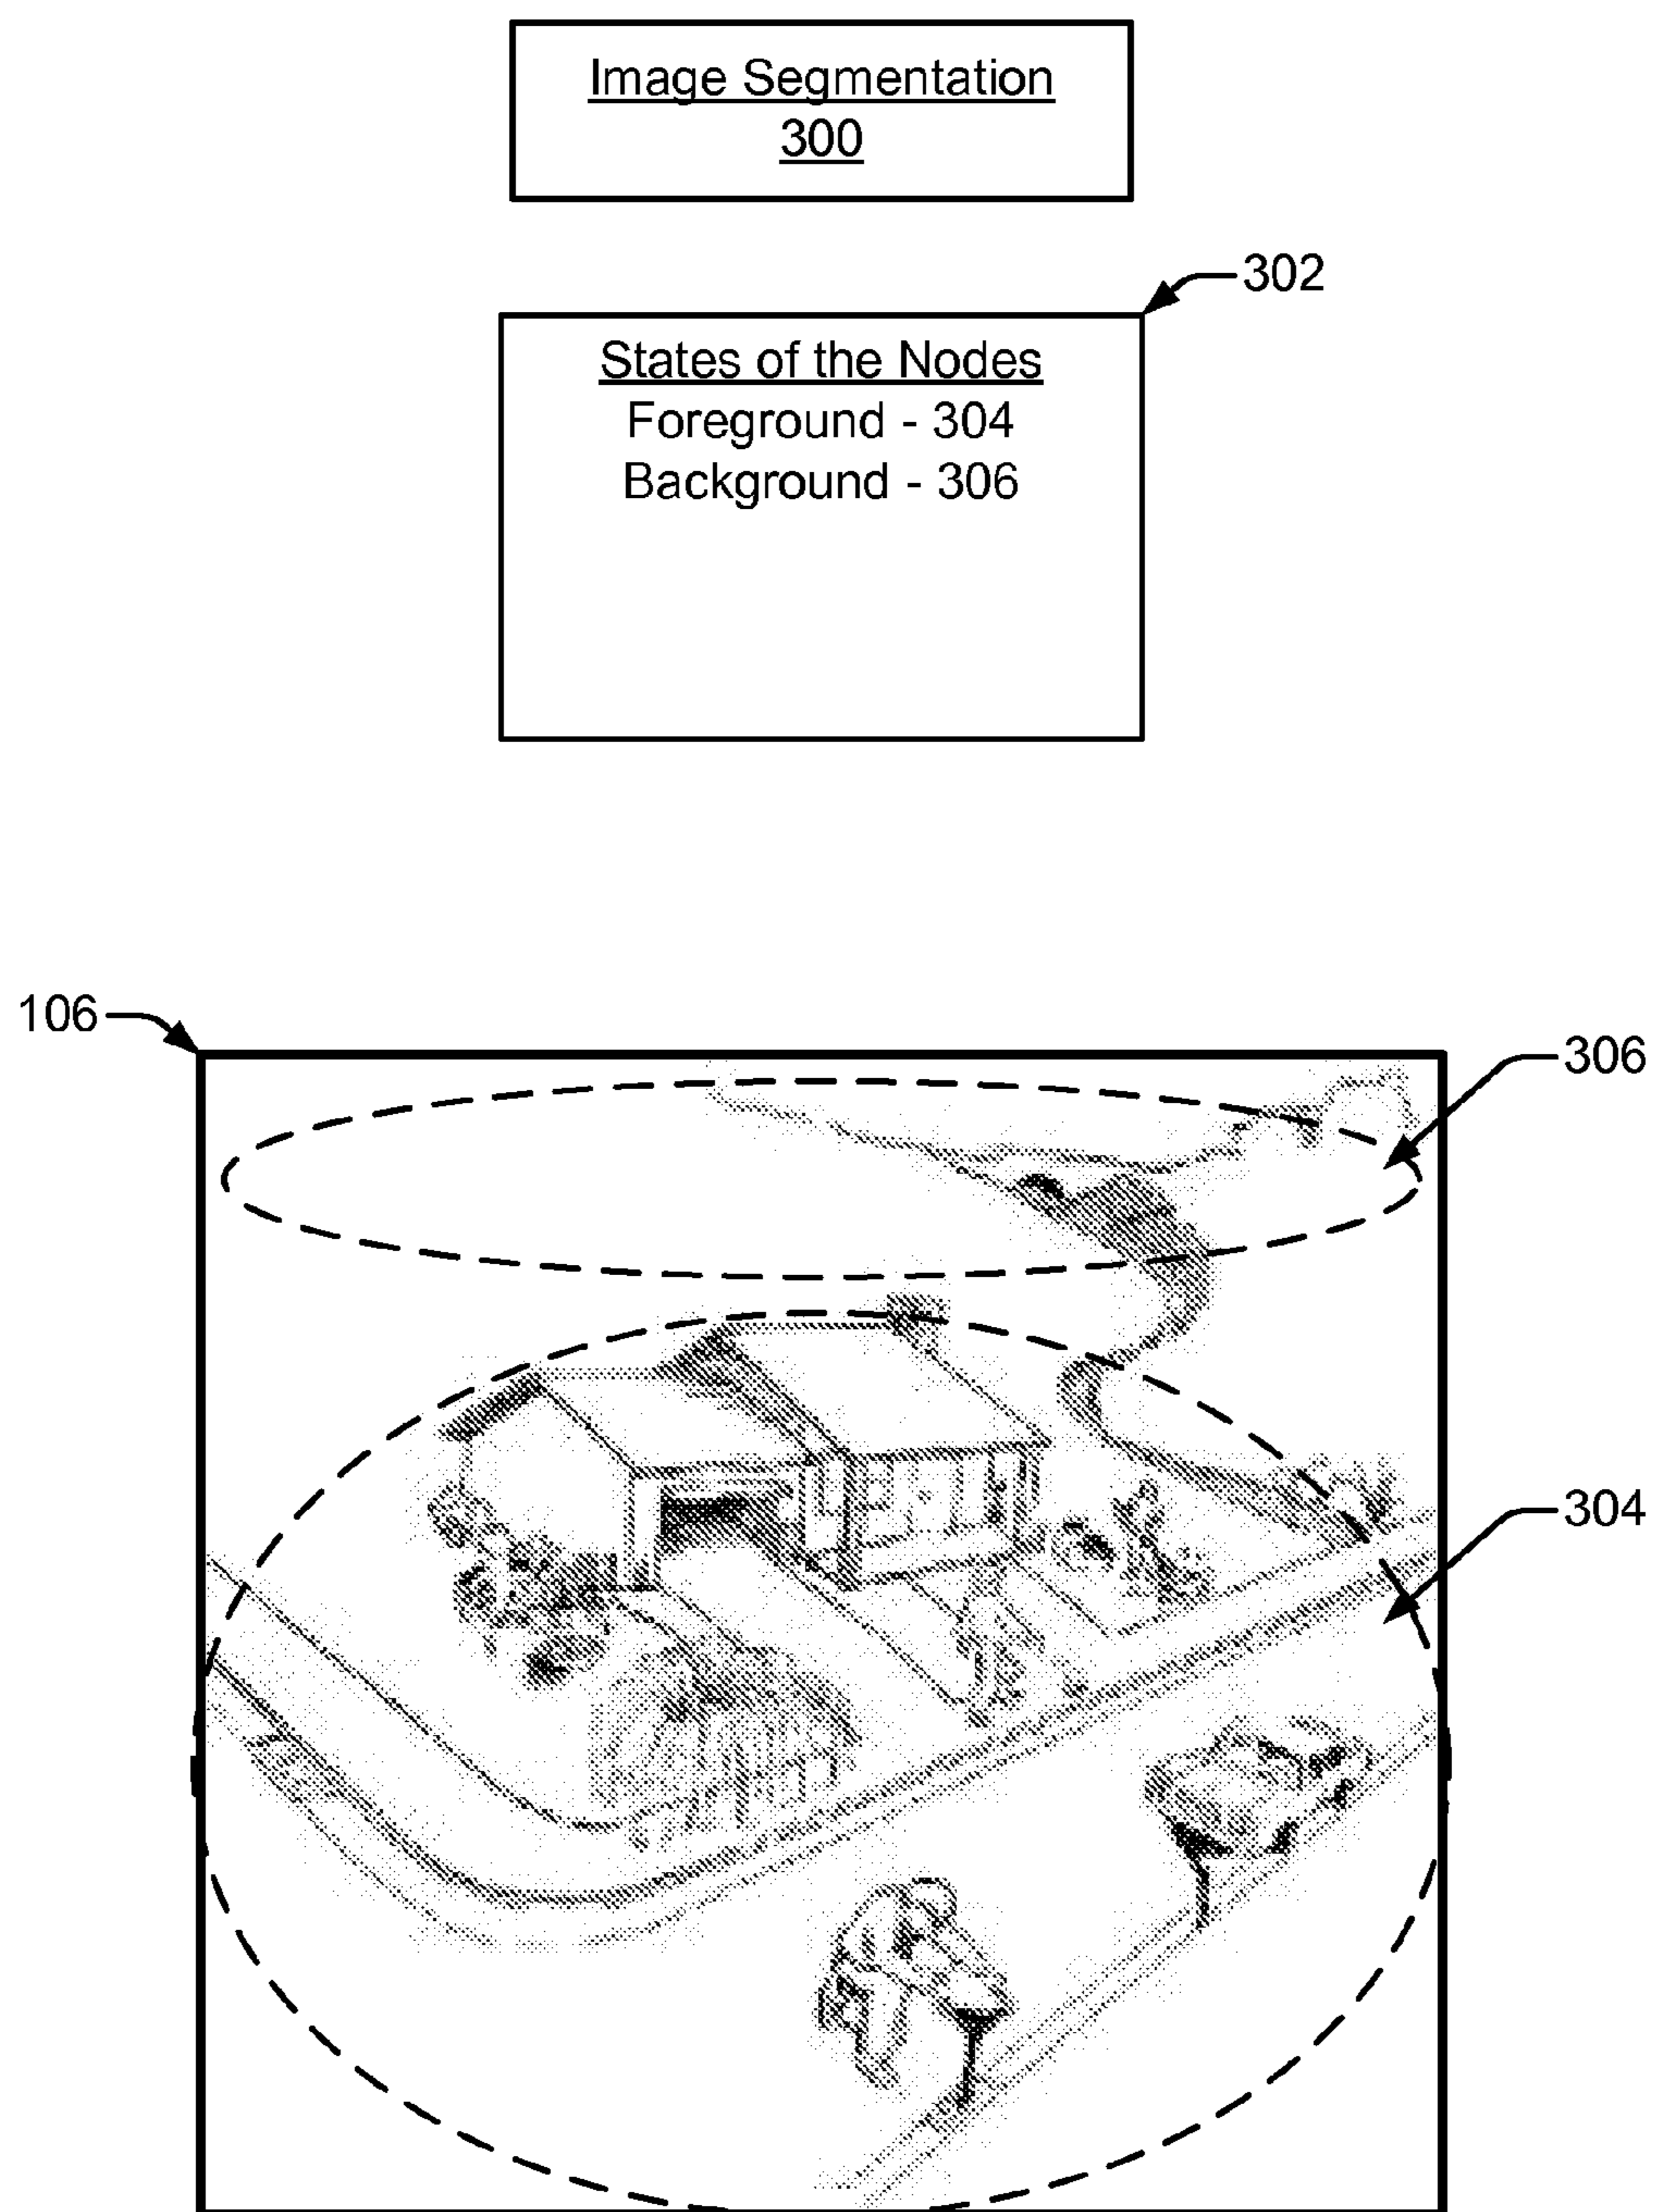 Image Segmentation
300
302
States of the Nodes
Foreground - 304
Background - 306
106
306
304